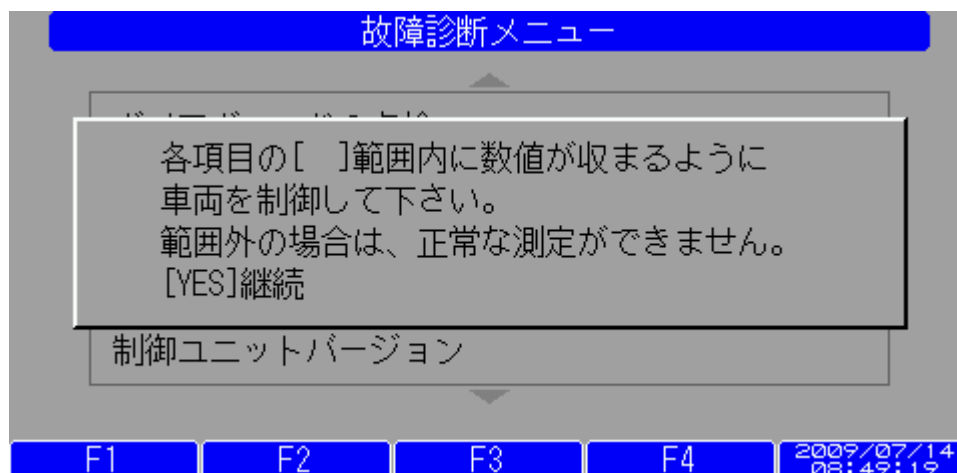 故障診断メニュー
各項目の[　]範囲内に数値が収まるように
車両を制御して下さい。
範囲外の場合は、正常な測定ができません。
[YES]継続
制御ユニットバージョン
F1
F2
F3
F4
2009/07/14
08:49:19